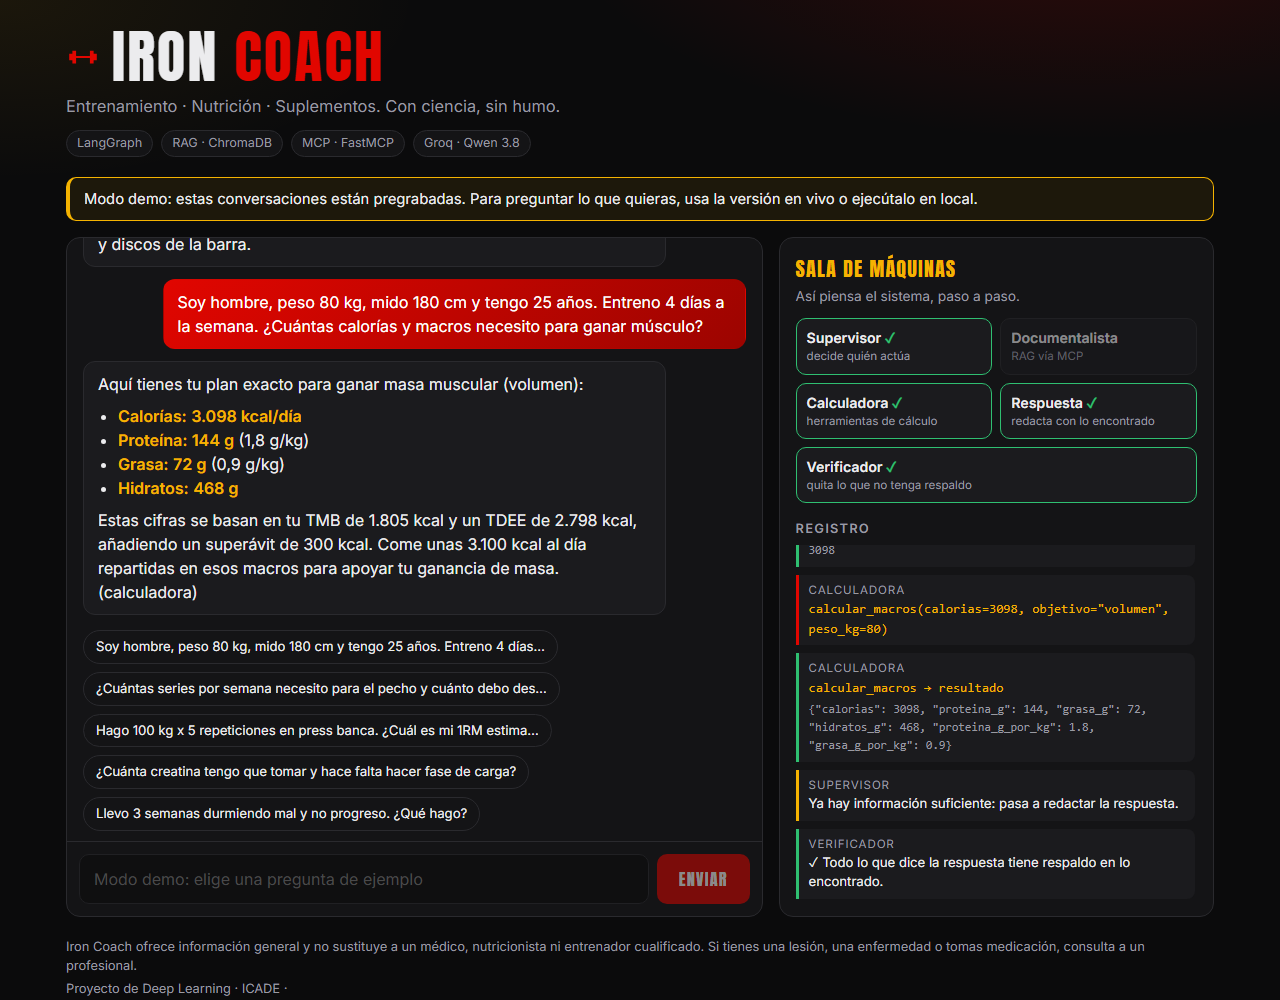 IRON COACH
Entrenamiento · Nutrición · Suplementos. Con ciencia, sin humo.
LangGraph
RAG · ChromaDB
MCP · FastMCP
Groq · Qwen 3.8
Modo demo: estas conversaciones están pregrabadas. Para preguntar lo que quieras, usa la versión en vivo o ejecútalo en local.
y discos de la barra.
Soy hombre, peso 80 kg, mido 180 cm y tengo 25 años. Entreno 4 días a
la semana. ¿Cuántas calorías y macros necesito para ganar músculo?
Aquí tienes tu plan exacto para ganar masa muscular (volumen):
• Calorías: 3.098 kcal/día
• Proteína: 144 g (1,8 g/kg)
• Grasa: 72 g (0,9 g/kg)
• Hidratos: 468 g
Estas cifras se basan en tu TMB de 1.805 kcal y un TDEE de 2.798 kcal,
añadiendo un superávit de 300 kcal. Come unas 3.100 kcal al día
repartidas en esos macros para apoyar tu ganancia de masa.
(calculadora)
Soy hombre, peso 80 kg, mido 180 cm y tengo 25 años. Entreno 4 días...
¿Cuántas series por semana necesito para el pecho y cuánto debo des...
Hago 100 kg x 5 repeticiones en press banca. ¿Cuál es mi 1RM estima...
¿Cuánta creatina tengo que tomar y hace falta hacer fase de carga?
Llevo 3 semanas durmiendo mal y no progreso. ¿Qué hago?
Modo demo: elige una pregunta de ejemplo
ENVIAR
SALA DE MÁQUINAS
Así piensa el sistema, paso a paso.
Supervisor ✓
decide quién actúa
Documentalista
RAG vía MCP
Calculadora ✓
herramientas de cálculo
Respuesta ✓
redacta con lo encontrado
Verificador ✓
quita lo que no tenga respaldo
REGISTRO
3098
CALCULADORA
calcular_macros(calorias=3098, objetivo="volumen",
peso_kg=80)
CALCULADORA
calcular_macros → resultado
{"calorias": 3098, "proteina_g": 144, "grasa_g": 72,
"hidratos_g": 468, "proteina_g_por_kg": 1.8,
"grasa_g_por_kg": 0.9}
SUPERVISOR
Ya hay información suficiente: pasa a redactar la respuesta.
VERIFICADOR
✓ Todo lo que dice la respuesta tiene respaldo en lo
encontrado.
Iron Coach ofrece información general y no sustituye a un médico, nutricionista ni entrenador cualificado. Si tienes una lesión, una enfermedad o tomas medicación, consulta a un
profesional.
Proyecto de Deep Learning · ICADE ·